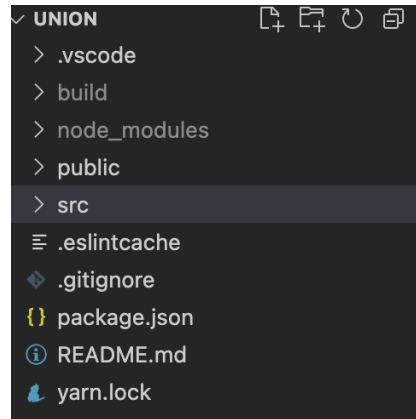 UNION
.vscode
build
node_modules
public
src
.eslintcache
.gitignore
package.json
README.md
yarn.lock